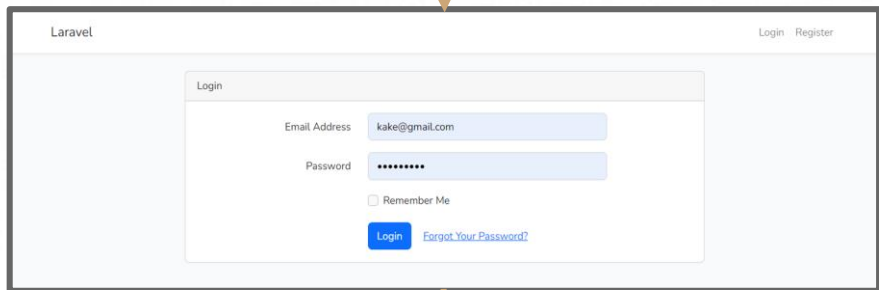 Laravel Login Register
Login
Email Address kake@gmail.com
Password •••••••••
Remember Me
Login Forgot Your Password?